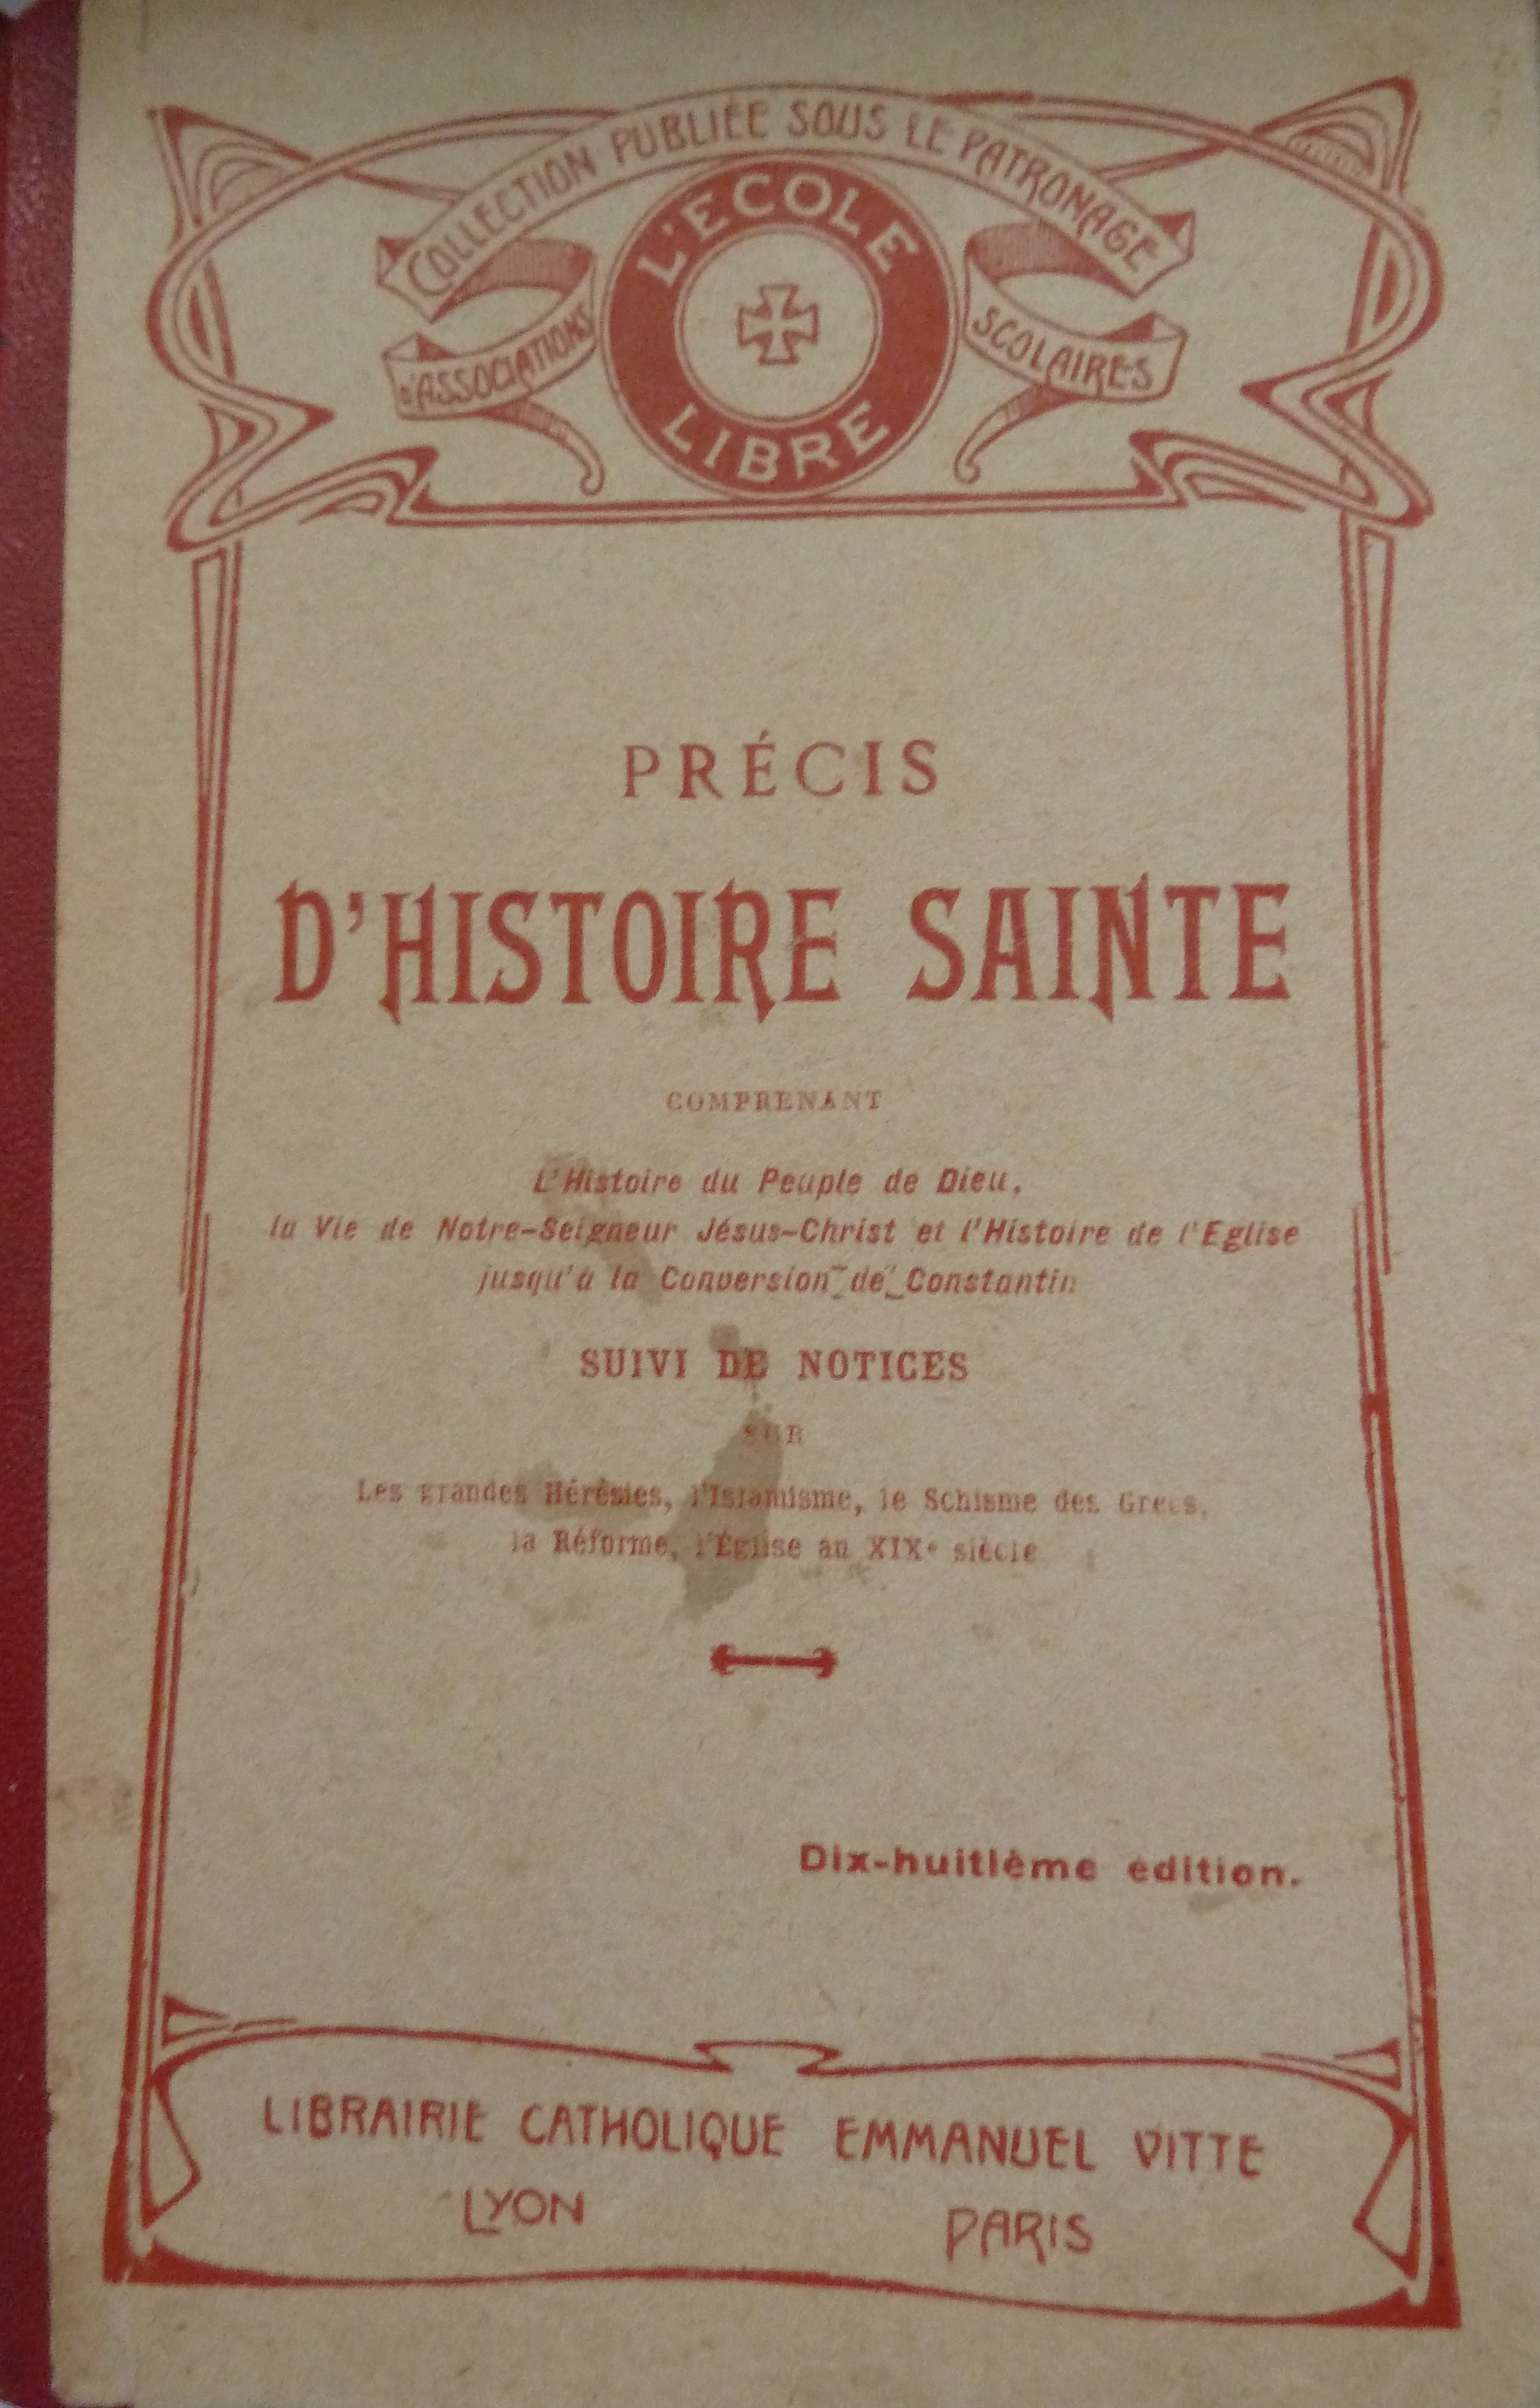 COLLECTION PUBLIÉE SOUS LE PATRONAGE
D'ASSOCIATIONS SCOLAIRES
L'ECOLE
LIBRE
PRÉCIS
D'HISTOIRE SAINTE
COMPRENANT
L'Histoire du Peuple de Dieu,
la Vie de Notre-Seigneur Jésus-Christ et l'Histoire de l'Eglise
jusqu'à la Conversion de Constantin
SUIVI DE NOTICES
SUR
Les grandes Hérésies, l'Islamisme, le Schisme des Grecs,
la Réforme, l'Église au XIXe siècle
Dix-huitième édition.
LIBRAIRIE CATHOLIQUE EMMANUEL VITTE
LYON PARIS